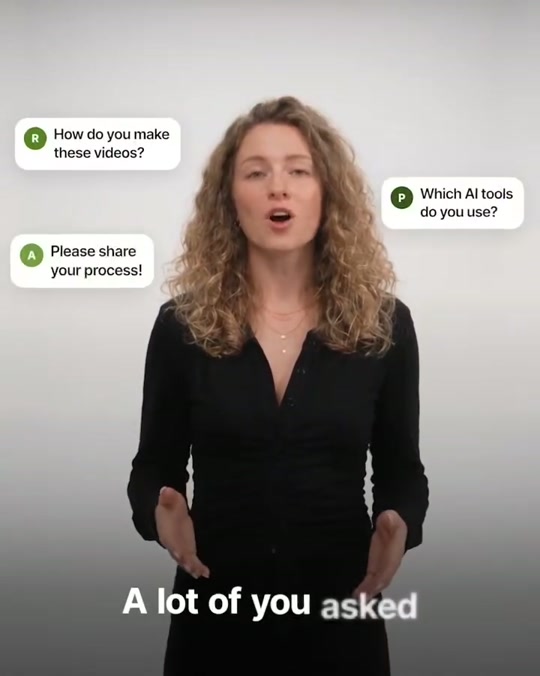 R
How do you make
these videos?
P
Which AI tools
do you use?
A
Please share
your process!
A lot of you asked